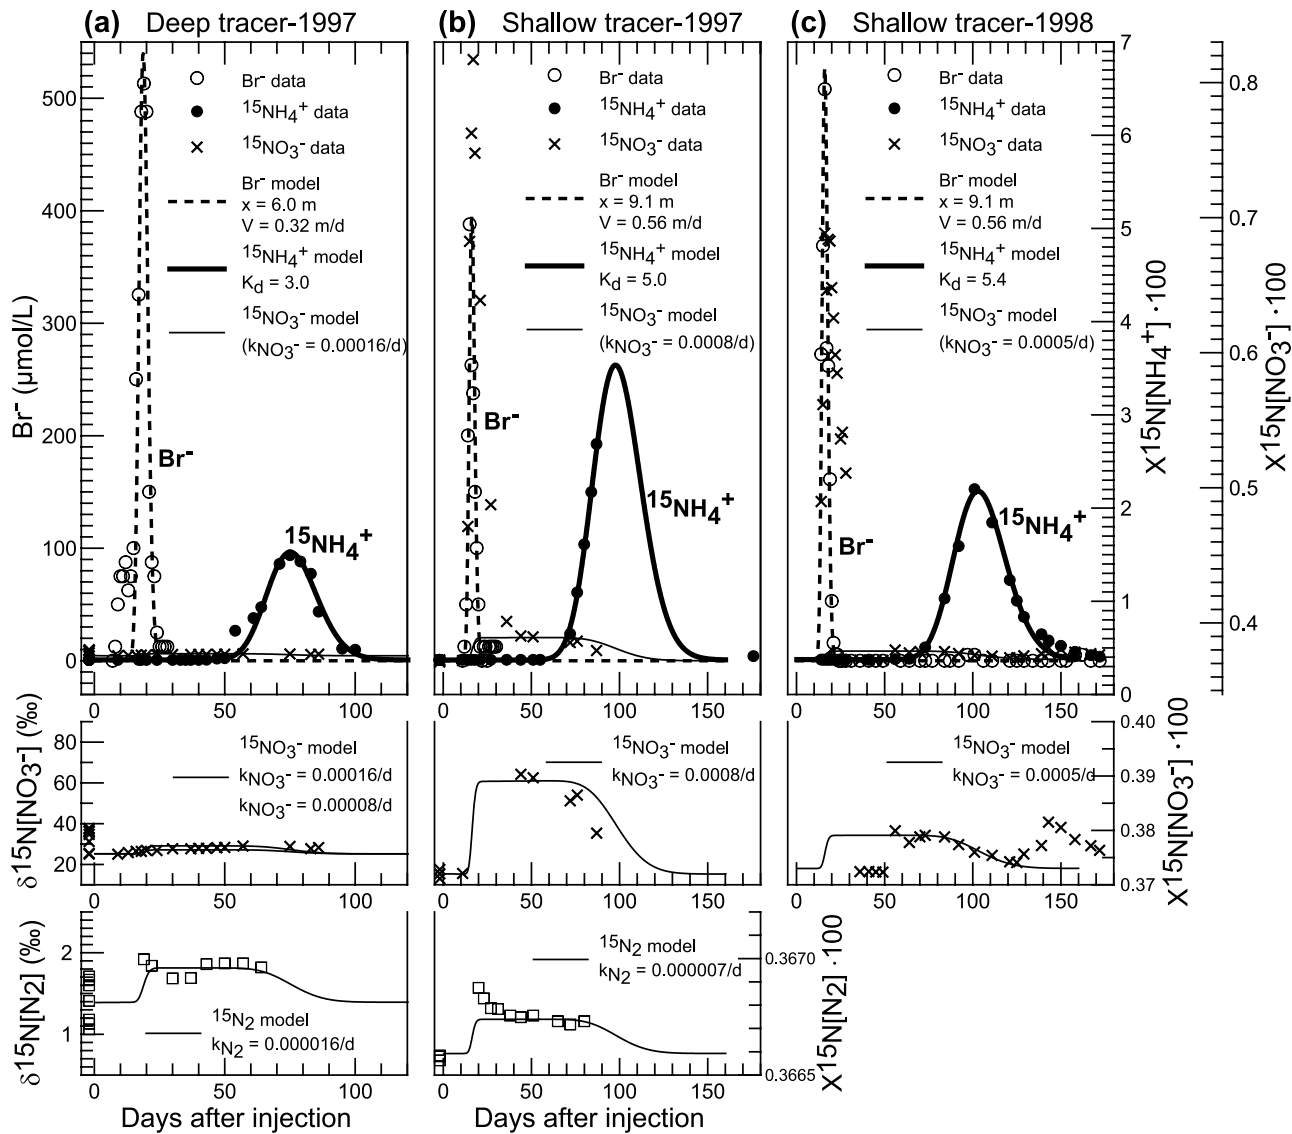 (a) Deep tracer-1997
(b) Shallow tracer-1997
(c) Shallow tracer-1998
Br⁻ (µmol/L)
500
400
300
200
100
0
Br⁻ data
¹⁵NH₄⁺ data
¹⁵NO₃⁻ data
Br⁻ model
x = 6.0 m
V = 0.32 m/d
¹⁵NH₄⁺ model
K_d = 3.0
¹⁵NO₃⁻ model
(k_NO₃⁻ = 0.00016/d)
Br⁻
¹⁵NH₄⁺
0 50 100
Br⁻ data
¹⁵NH₄⁺ data
¹⁵NO₃⁻ data
Br⁻ model
x = 9.1 m
V = 0.56 m/d
¹⁵NH₄⁺ model
K_d = 5.0
¹⁵NO₃⁻ model
(k_NO₃⁻ = 0.0008/d)
Br⁻
¹⁵NH₄⁺
0 50 100 150
Br⁻ data
¹⁵NH₄⁺ data
¹⁵NO₃⁻ data
Br⁻ model
x = 9.1 m
V = 0.56 m/d
¹⁵NH₄⁺ model
K_d = 5.4
¹⁵NO₃⁻ model
(k_NO₃⁻ = 0.0005/d)
Br⁻
¹⁵NH₄⁺
0 50 100 150
7
6
5
4
3
2
1
0
X¹⁵N[NH₄⁺] ·100
0.8
0.7
0.6
0.5
0.4
X¹⁵N[NO₃⁻] ·100
δ¹⁵N[NO₃⁻] (‰)
80
60
40
20
¹⁵NO₃⁻ model
k_NO₃⁻ = 0.00016/d
k_NO₃⁻ = 0.00008/d
¹⁵NO₃⁻ model
k_NO₃⁻ = 0.0008/d
¹⁵NO₃⁻ model
k_NO₃⁻ = 0.0005/d
0 50 100 150
0.40
0.39
0.38
0.37
X¹⁵N[NO₃⁻] ·100
δ¹⁵N[N₂] (‰)
2
1
¹⁵N₂ model
k_N₂ = 0.000016/d
0 50 100
Days after injection
¹⁵N₂ model
k_N₂ = 0.000007/d
0.3670
0.3665
X¹⁵N[N₂] ·100
0 50 100 150
Days after injection